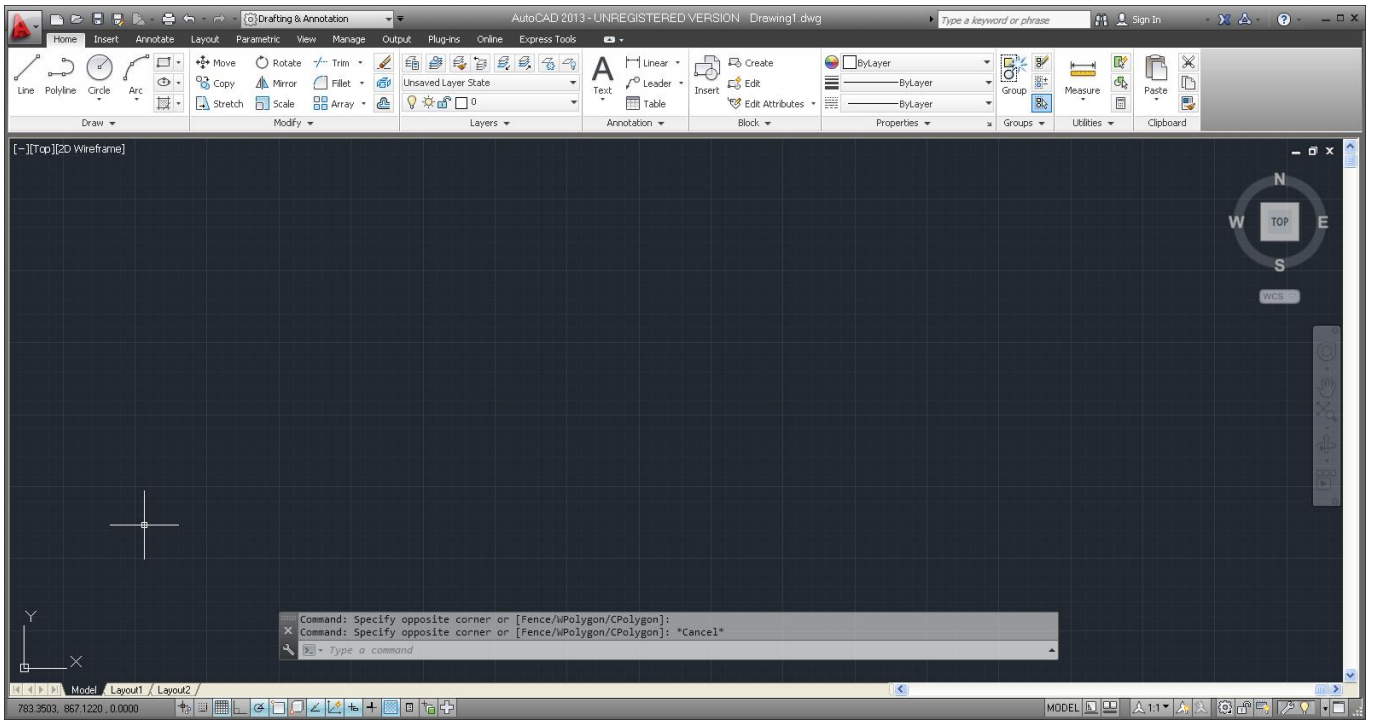 Drafting & Annotation
AutoCAD 2013 - UNREGISTERED VERSION Drawing1.dwg
Type a keyword or phrase
Sign In
Home Insert Annotate Layout Parametric View Manage Output Plug-ins Online Express Tools
Line Polyline Circle Arc
Move Rotate Trim
Copy Mirror Fillet
Stretch Scale Array
Unsaved Layer State
0
Text
Linear
Leader
Table
Insert
Create
Edit
Edit Attributes
ByLayer
ByLayer
ByLayer
Group
Measure
Paste
Draw Modify Layers Annotation Block Properties Groups Utilities Clipboard
[-][Top][2D Wireframe]
N
W TOP E
S
WCS
Y
X
Command: Specify opposite corner or [Fence/WPolygon/CPolygon]:
Command: Specify opposite corner or [Fence/WPolygon/CPolygon]: *Cancel*
Type a command
Model Layout1 Layout2
783.3503, 867.1220 , 0.0000
MODEL
1:1